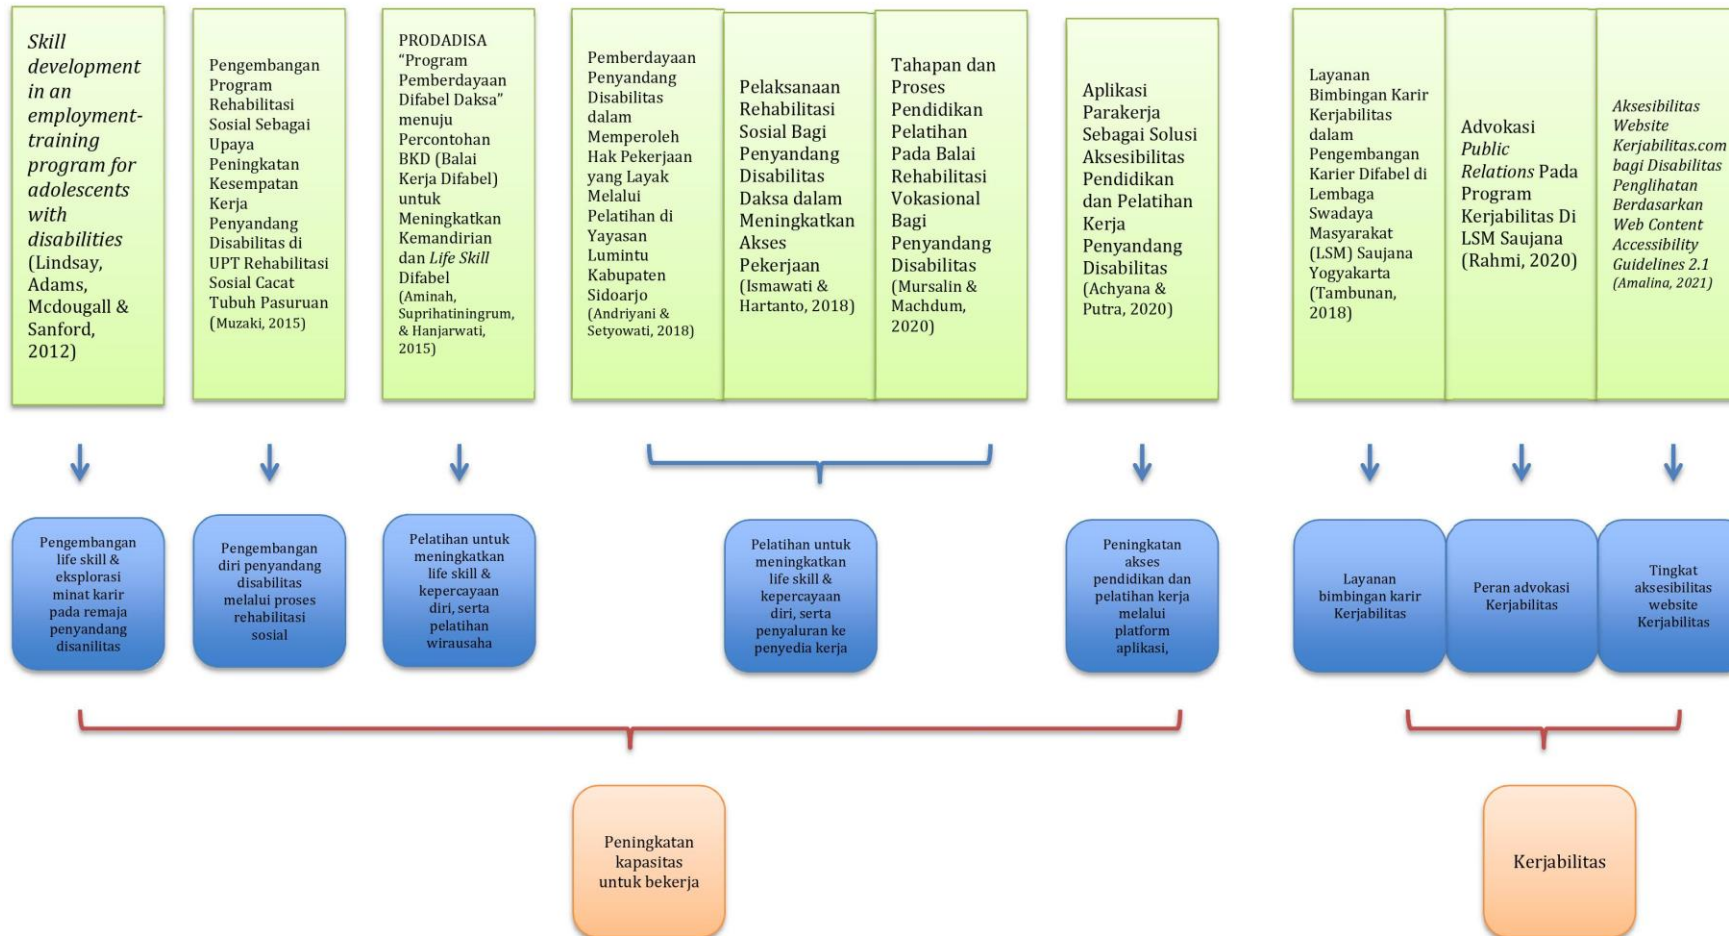 Skill
development
in an
employment-
training
program for
adolescents
with
disabilities
(Lindsay,
Adams,
Mcdougall &
Sanford,
2012)
Pengembangan
Program
Rehabilitasi
Sosial Sebagai
Upaya
Peningkatan
Kesempatan
Kerja
Penyandang
Disabilitas di
UPT Rehabilitasi
Sosial Cacat
Tubuh Pasuruan
(Muzaki, 2015)
PRODADISA
“Program
Pemberdayaan
Difabel Daksa”
menuju
Percontohan
BKD (Balai
Kerja Difabel)
untuk
Meningkatkan
Kemandirian
dan Life Skill
Difabel
(Aminah,
Suprihatiningrum,
& Hanjarwati,
2015)
Pemberdayaan
Penyandang
Disabilitas
dalam
Memperoleh
Hak Pekerjaan
yang Layak
Melalui
Pelatihan di
Yayasan
Lumintu
Kabupaten
Sidoarjo
(Andriyani &
Setyowati, 2018)
Pelaksanaan
Rehabilitasi
Sosial Bagi
Penyandang
Disabilitas
Daksa dalam
Meningkatkan
Akses
Pekerjaan
(Ismawati &
Hartanto, 2018)
Tahapan dan
Proses
Pendidikan
Pelatihan
Pada Balai
Rehabilitasi
Vokasional
Bagi
Penyandang
Disabilitas
(Mursalin &
Machdum,
2020)
Aplikasi
Parakerja
Sebagai Solusi
Aksesibilitas
Pendidikan
dan Pelatihan
Kerja
Penyandang
Disabilitas
(Achyana &
Putra, 2020)
Layanan
Bimbingan Karir
Kerjabilitas
dalam
Pengembangan
Karier Difabel di
Lembaga
Swadaya
Masyarakat
(LSM) Saujana
Yogyakarta
(Tambunan,
2018)
Advokasi
Public
Relations Pada
Program
Kerjabilitas Di
LSM Saujana
(Rahmi, 2020)
Aksesibilitas
Website
Kerjabilitas.com
bagi Disabilitas
Penglihatan
Berdasarkan
Web Content
Accessibility
Guidelines 2.1
(Amalina, 2021)
Pengembangan
life skill &
eksplorasi
minat karir
pada remaja
penyandang
disanilitas
Pengembangan
diri penyandang
disabilitas
melalui proses
rehabilitasi
sosial
Pelatihan untuk
meningkatkan
life skill &
kepercayaan
diri, serta
pelatihan
wirausaha
Pelatihan untuk
meningkatkan
life skill &
kepercayaan
diri, serta
penyaluran ke
penyedia kerja
Peningkatan
akses
pendidikan dan
pelatihan kerja
melalui
platform
aplikasi,
Layanan
bimbingan karir
Kerjabilitas
Peran advokasi
Kerjabilitas
Tingkat
aksesibilitas
website
Kerjabilitas
Peningkatan
kapasitas
untuk bekerja
Kerjabilitas